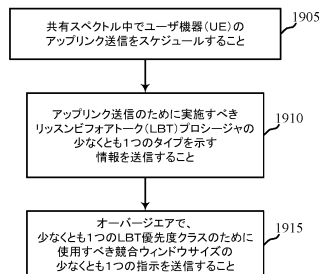 共有スペクトル中でユーザ機器（UE）の
アップリンク送信をスケジュールすること
1905
アップリンク送信のために実施すべき
リッスンビフォアトーク（LBT）プロシージャの
少なくとも1つのタイプを示す
情報を送信すること
1910
オーバージエアで、
少なくとも1つのLBT優先度クラスのために
使用すべき競合ウィンドウサイズの
少なくとも1つの指示を送信すること
1915